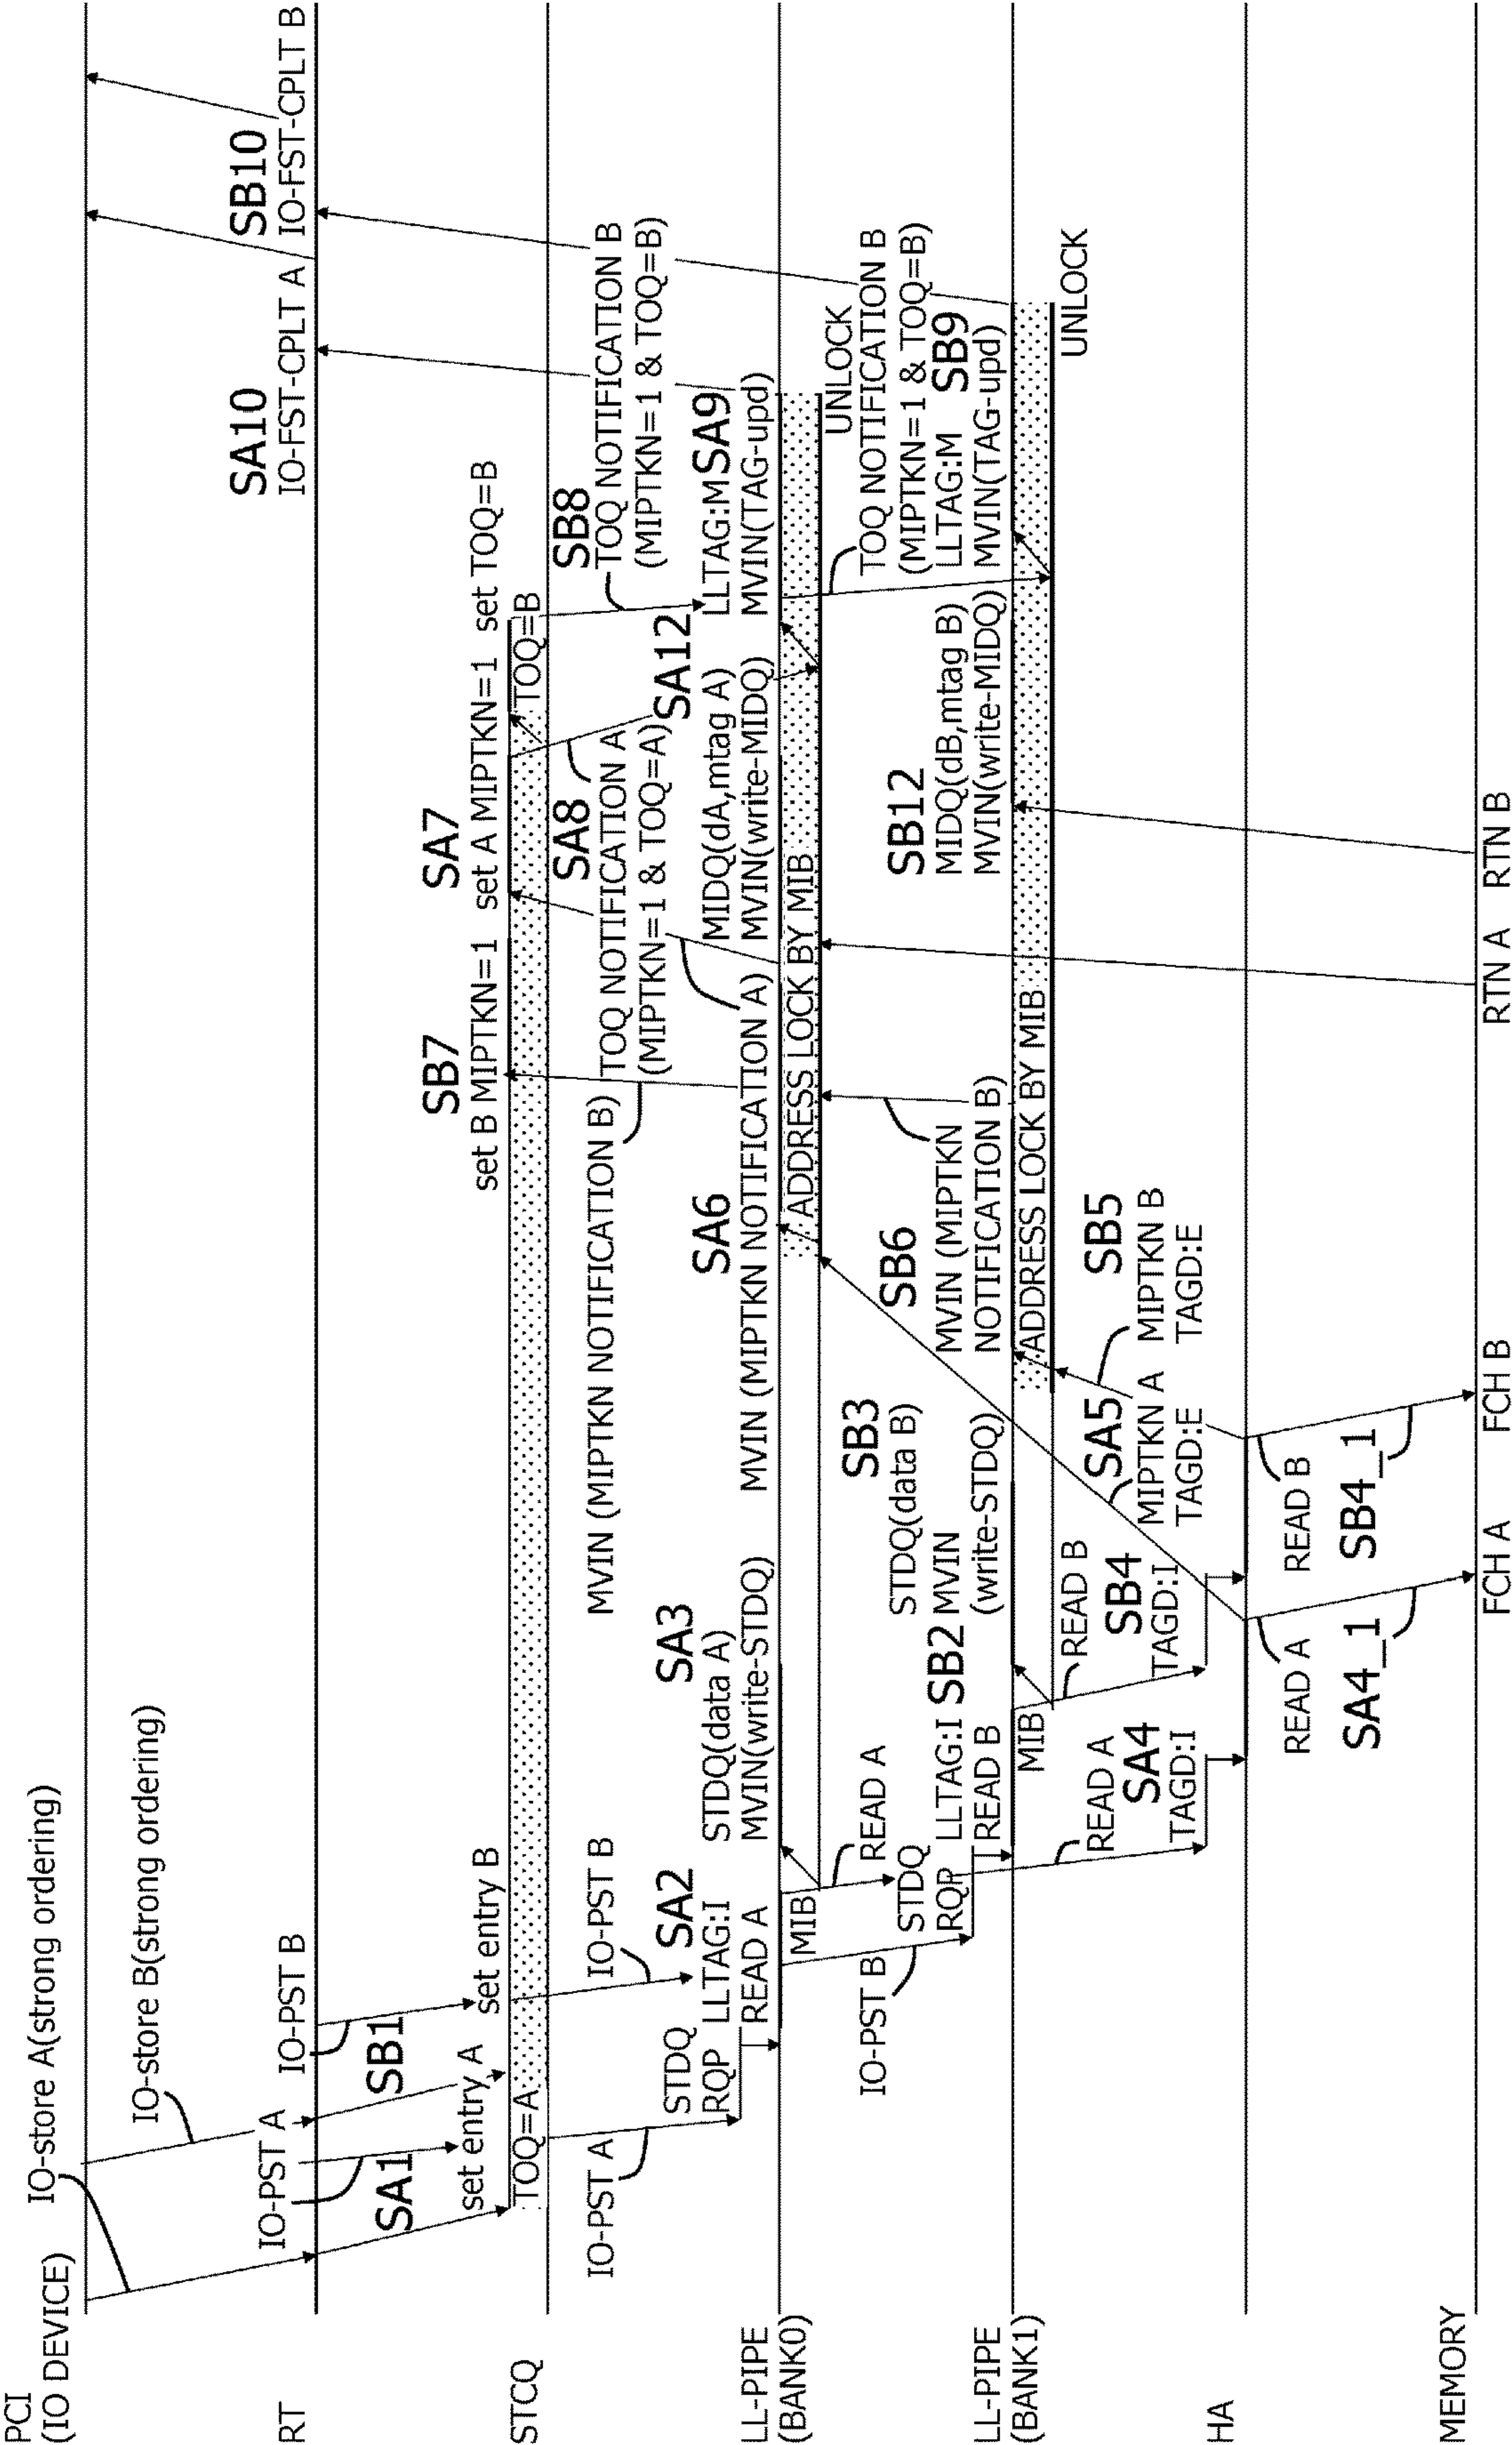 PCI
(IO DEVICE)
IO-store A(strong ordering)
IO-store B(strong ordering)
RT
IO-PST A
SA1
IO-PST B
SB1
SA10
IO-FST-CPLT A
SB10
IO-FST-CPLT B
STCQ
set entry A
TOQ=A
set entry B
SB7
set B MIPTKN=1
SA7
set A MIPTKN=1
set TOQ=B
TOQ=B
IO-PST A
IO-PST B
MVIN (MIPTKN NOTIFICATION B)
SA8
TOQ NOTIFICATION A
(MIPTKN=1 & TOQ=A)
SB8
TOQ NOTIFICATION B
(MIPTKN=1 & TOQ=B)
LL-PIPE
(BANK0)
STDQ
RQP
SA2
LLTAG:I
READ A
MIB
SA3
STDQ(data A)
MVIN(write-STDQ)
SA6
MVIN (MIPTKN NOTIFICATION A)
ADDRESS LOCK BY MIB
SA12
MIDQ(dA,mtag A)
MVIN(write-MIDQ)
SA9
LLTAG:M
MVIN(TAG-upd)
UNLOCK
IO-PST B
READ A
LL-PIPE
(BANK1)
STDQ
RQP
SB2
LLTAG:I
READ B
MIB
SB3
STDQ(data B)
MVIN
(write-STDQ)
SB6
MVIN (MIPTKN
NOTIFICATION B)
ADDRESS LOCK BY MIB
SB12
MIDQ(dB,mtag B)
MVIN(write-MIDQ)
TOQ NOTIFICATION B
(MIPTKN=1 & TOQ=B)
SB9
LLTAG:M
MVIN(TAG-upd)
UNLOCK
READ A
SA4
TAGD:I
READ B
SB4
TAGD:I
SA5
MIPTKN A
TAGD:E
SB5
MIPTKN B
TAGD:E
HA
READ A
SA4_1
READ B
SB4_1
MEMORY
FCH A
FCH B
RTN A
RTN B